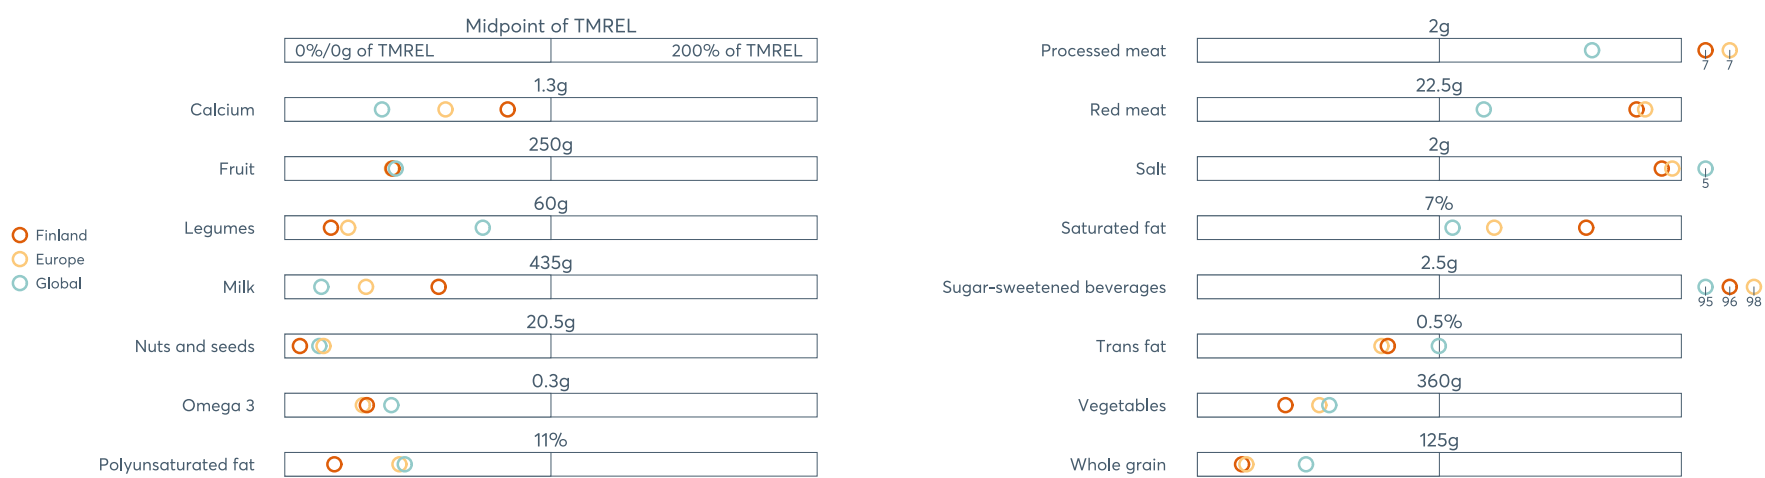 Midpoint of TMREL
0%/0g of TMREL
200% of TMREL
1.3g
Calcium
250g
Fruit
60g
Legumes
435g
Milk
20.5g
Nuts and seeds
0.3g
Omega 3
11%
Polyunsaturated fat
Finland
Europe
Global
2g
Processed meat
7 7
22.5g
Red meat
2g
Salt
5
7%
Saturated fat
2.5g
Sugar-sweetened beverages
95 96 98
0.5%
Trans fat
360g
Vegetables
125g
Whole grain